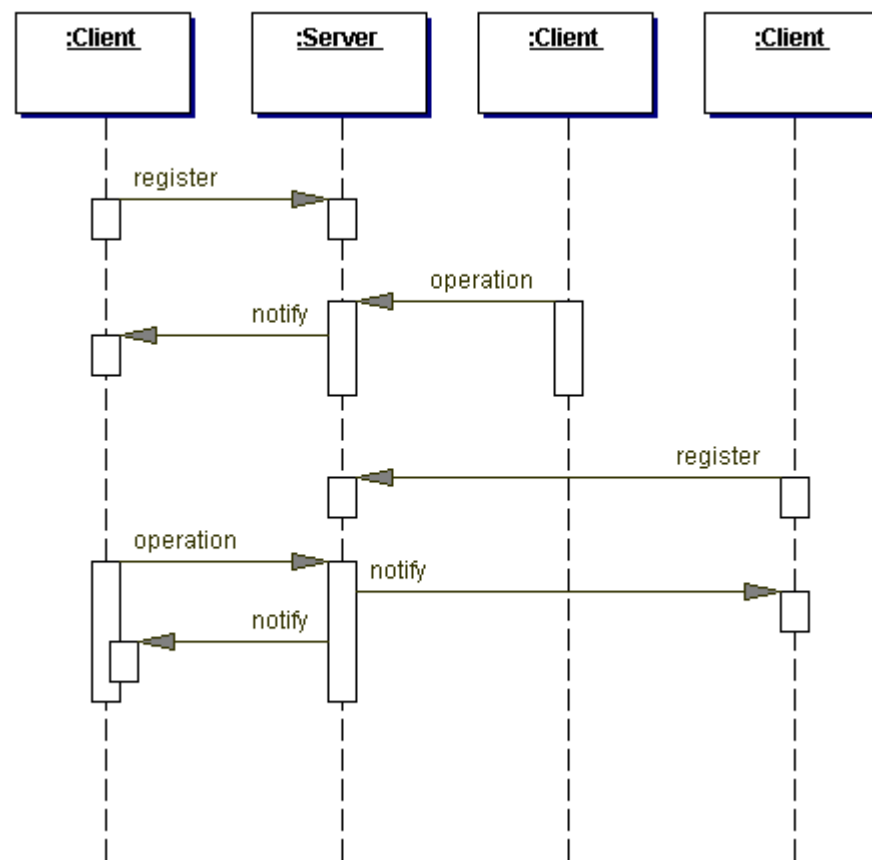 :Client :Server :Client :Client
register
operation
notify
register
operation
notify
notify